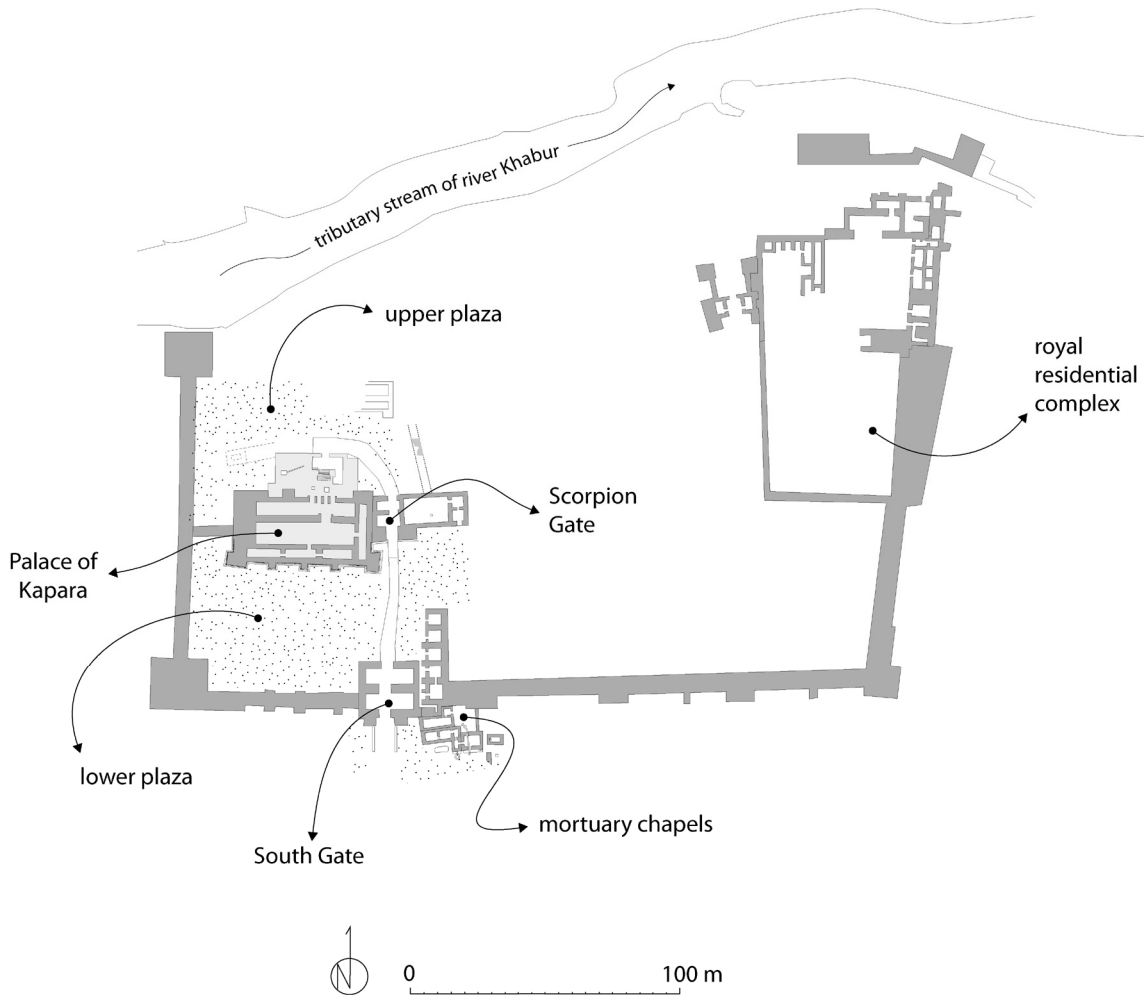 tributary stream of river Khabur
upper plaza
royal
residential
complex
Scorpion
Gate
Palace of
Kapara
lower plaza
mortuary chapels
South Gate
N
0
100 m